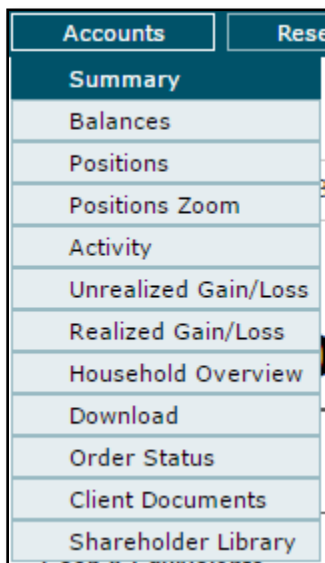 Accounts
Summary
Balances
Positions
Positions Zoom
Activity
Unrealized Gain/Loss
Realized Gain/Loss
Household Overview
Download
Order Status
Client Documents
Shareholder Library